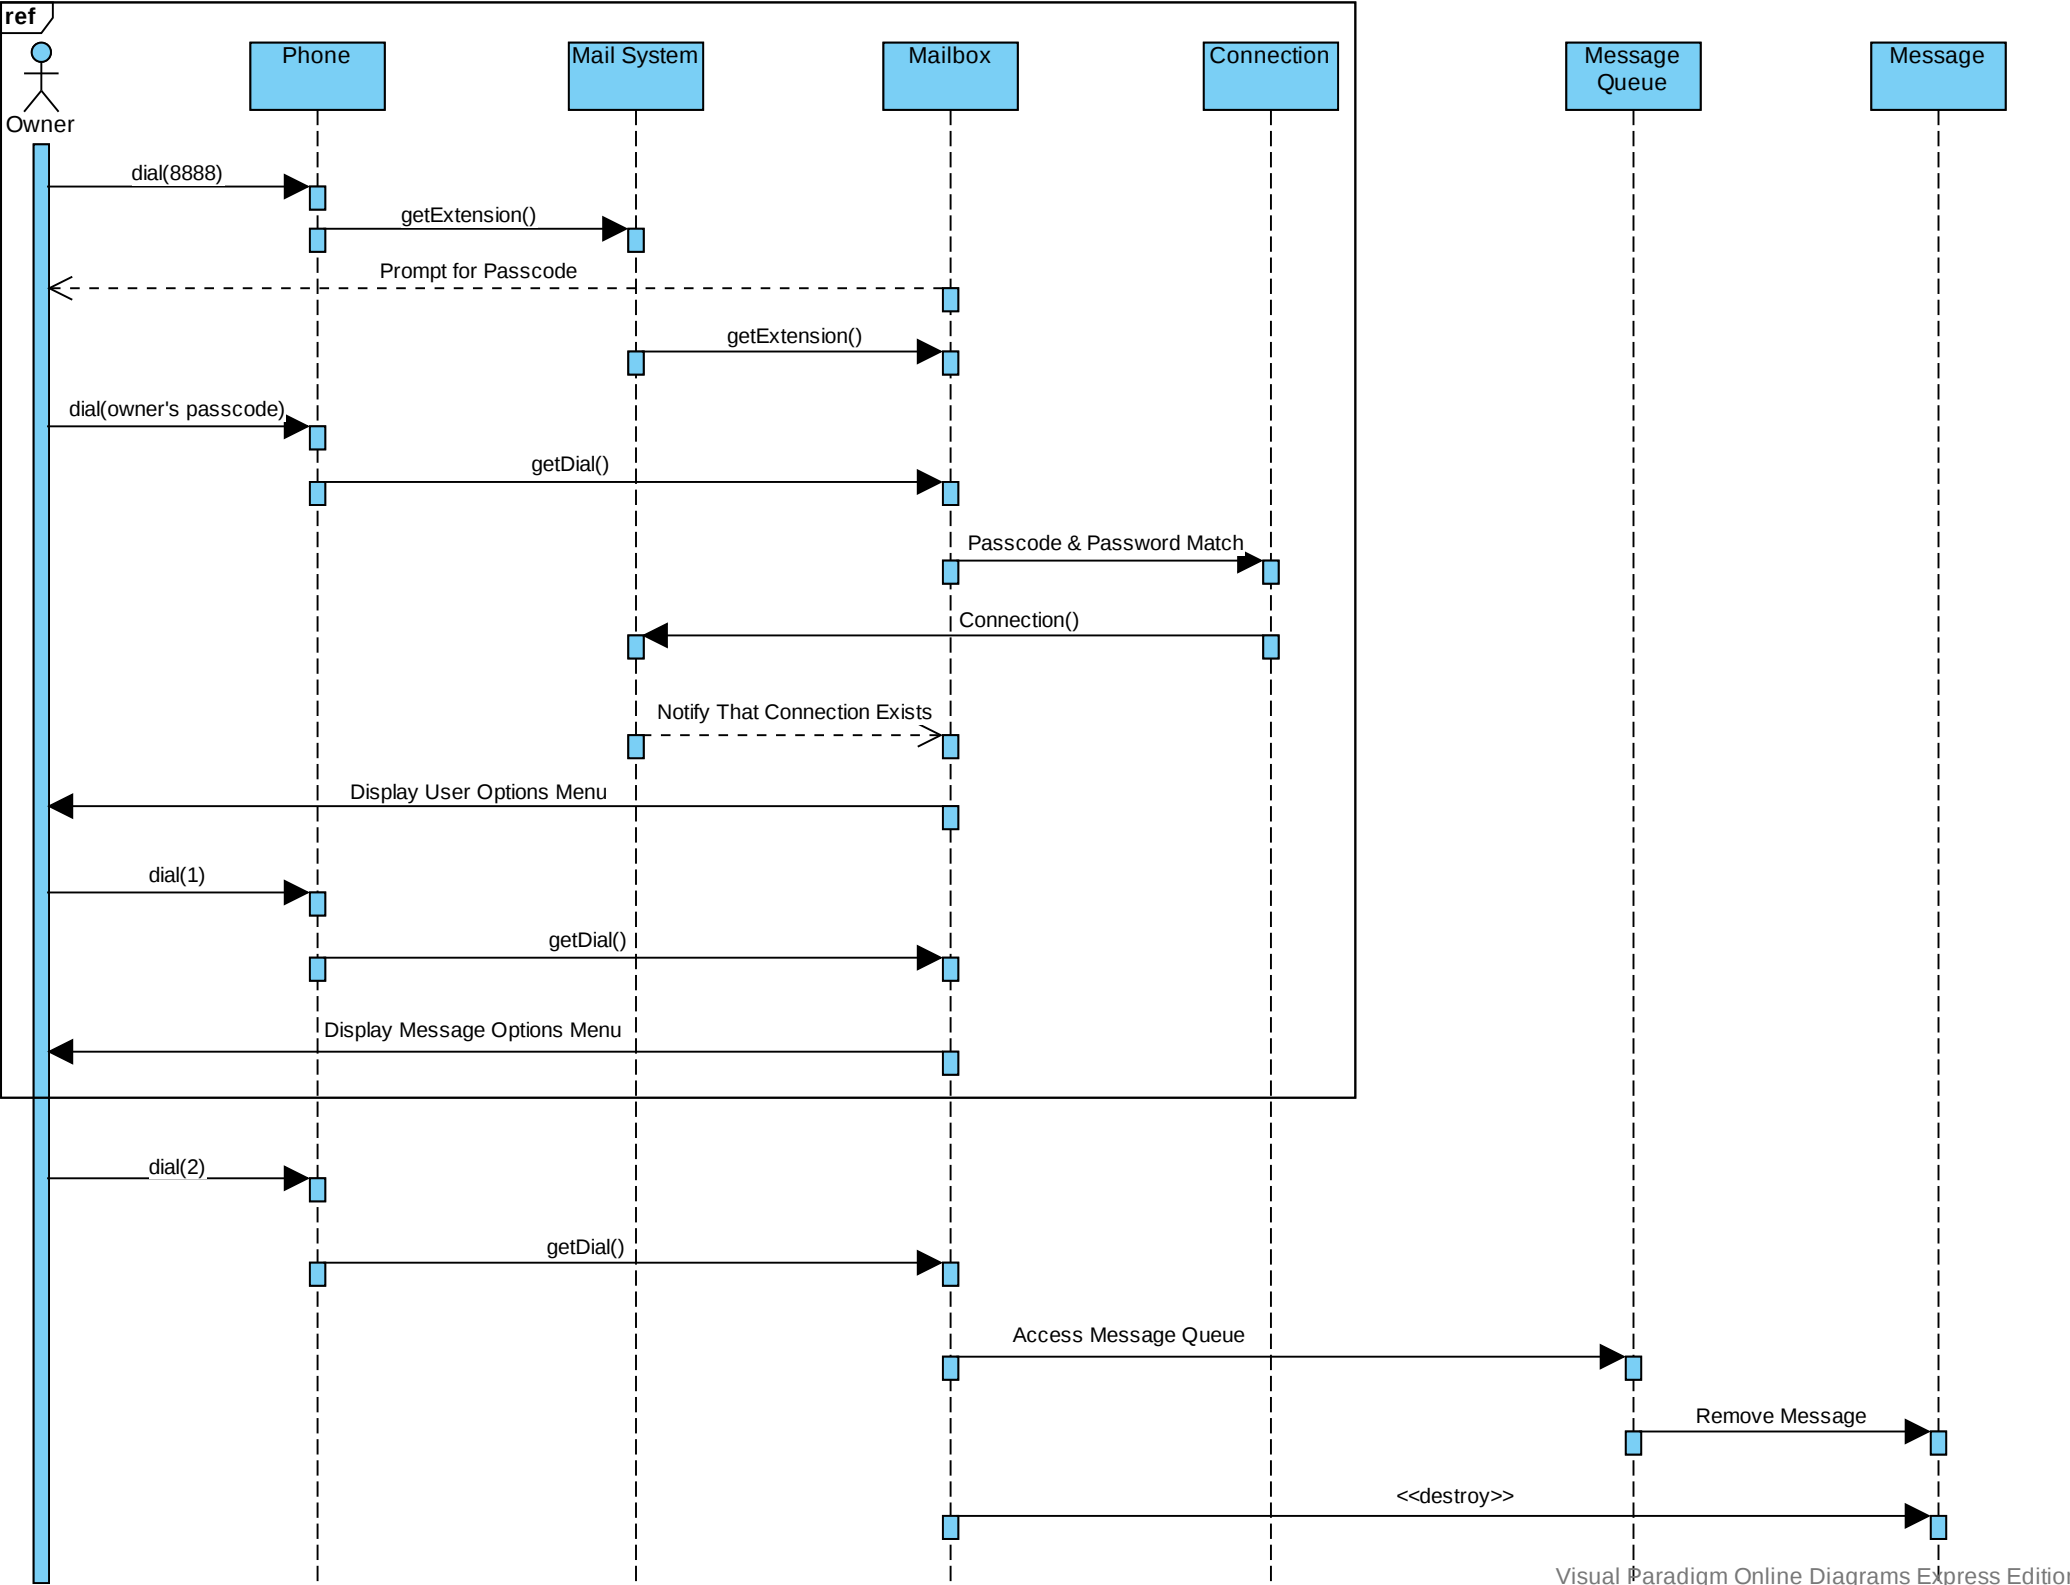 ref
Owner
Phone
Mail System
Mailbox
Connection
Message
Queue
Message
dial(8888)
getExtension()
Prompt for Passcode
getExtension()
dial(owner's passcode)
getDial()
Passcode & Password Match
Connection()
Notify That Connection Exists
Display User Options Menu
dial(1)
getDial()
Display Message Options Menu
dial(2)
getDial()
Access Message Queue
Remove Message
<<destroy>>
Visual Paradigm Online Diagrams Express Edition